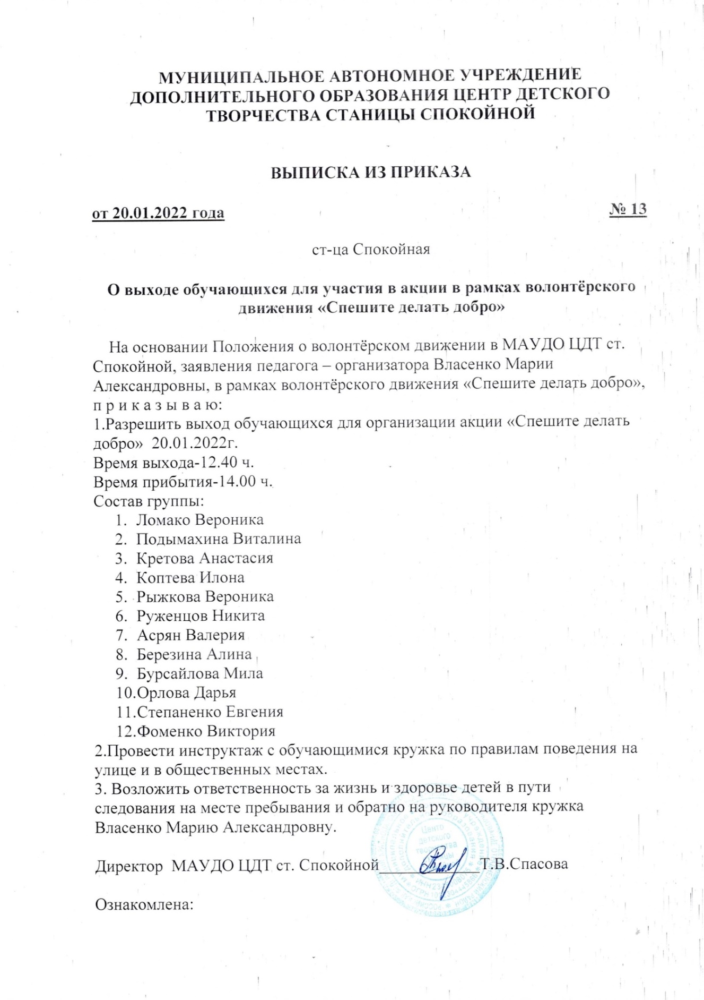 МУНИЦИПАЛЬНОЕ АВТОНОМНОЕ УЧРЕЖДЕНИЕ
ДОПОЛНИТЕЛЬНОГО ОБРАЗОВАНИЯ ЦЕНТР ДЕТСКОГО
ТВОРЧЕСТВА СТАНИЦЫ СПОКОЙНОЙ
ВЫПИСКА ИЗ ПРИКАЗА
от 20.01.2022 года № 13
ст-ца Спокойная
О выходе обучающихся для участия в акции в рамках волонтёрского
движения «Спешите делать добро»
На основании Положения о волонтёрском движении в МАУДО ЦДТ ст.
Спокойной, заявления педагога – организатора Власенко Марии
Александровны, в рамках волонтёрского движения «Спешите делать добро»,
п р и к а з ы в а ю:
1.Разрешить выход обучающихся для организации акции «Спешите делать
добро» 20.01.2022г.
Время выхода-12.40 ч.
Время прибытия-14.00 ч.
Состав группы:
1. Ломако Вероника
2. Подымахина Виталина
3. Кретова Анастасия
4. Коптева Илона
5. Рыжкова Вероника
6. Руженцов Никита
7. Асрян Валерия
8. Березина Алина
9. Бурсайлова Мила
10.Орлова Дарья
11.Степаненко Евгения
12.Фоменко Виктория
2.Провести инструктаж с обучающимися кружка по правилам поведения на
улице и в общественных местах.
3. Возложить ответственность за жизнь и здоровье детей в пути
следования на месте пребывания и обратно на руководителя кружка
Власенко Марию Александровну.
Центр
детского
творчества
Директор МАУДО ЦДТ ст. Спокойной____________Т.В.Спасова
Ознакомлена: